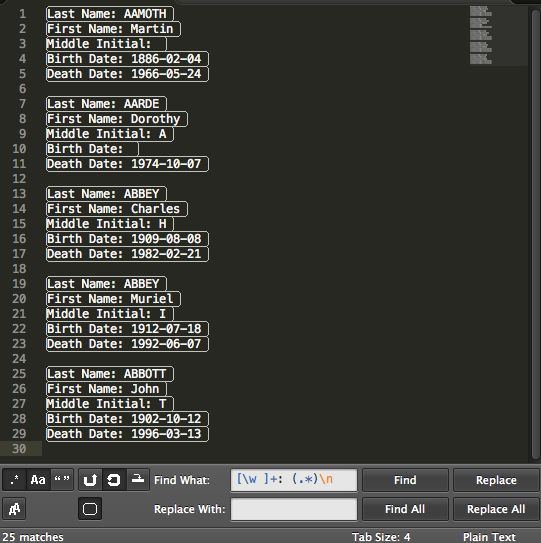 1 Last Name: AAMOTH
2 First Name: Martin
3 Middle Initial:
4 Birth Date: 1886-02-04
5 Death Date: 1966-05-24
6
7 Last Name: AARDE
8 First Name: Dorothy
9 Middle Initial: A
10 Birth Date:
11 Death Date: 1974-10-07
12
13 Last Name: ABBEY
14 First Name: Charles
15 Middle Initial: H
16 Birth Date: 1909-08-08
17 Death Date: 1982-02-21
18
19 Last Name: ABBEY
20 First Name: Muriel
21 Middle Initial: I
22 Birth Date: 1912-07-18
23 Death Date: 1992-06-07
24
25 Last Name: ABBOTT
26 First Name: John
27 Middle Initial: T
28 Birth Date: 1902-10-12
29 Death Date: 1996-03-13
30
.* Aa “” Find What: [\w ]+: (.*)\n Find Replace
AA Replace With: Find All Replace All
25 matches Tab Size: 4 Plain Text